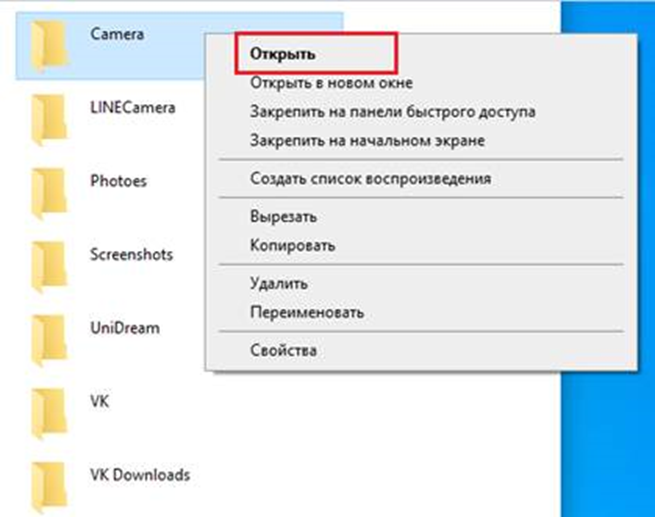 Camera
LINECamera
Photoes
Screenshots
UniDream
VK
VK Downloads
Открыть
Открыть в новом окне
Закрепить на панели быстрого доступа
Закрепить на начальном экране
Создать список воспроизведения
Вырезать
Копировать
Удалить
Переименовать
Свойства